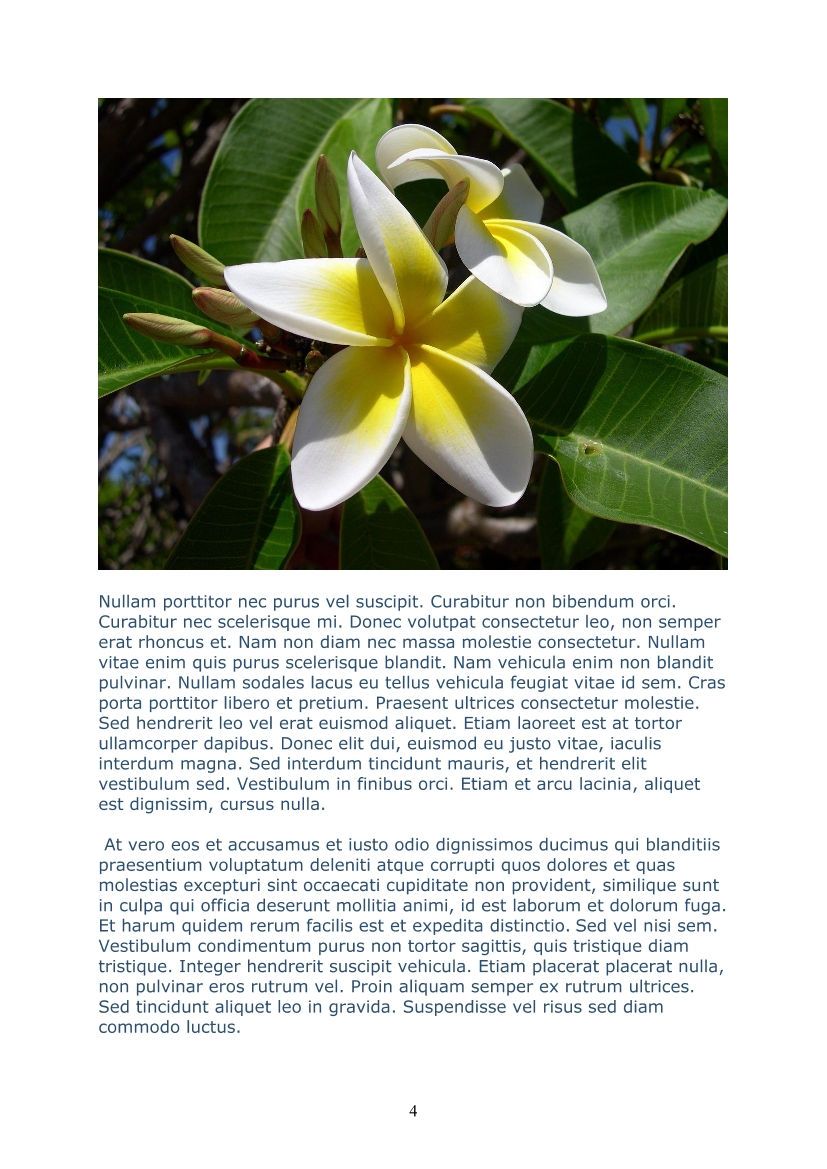 Nullam porttitor nec purus vel suscipit. Curabitur non bibendum orci.
Curabitur nec scelerisque mi. Donec volutpat consectetur leo, non semper
erat rhoncus et. Nam non diam nec massa molestie consectetur. Nullam
vitae enim quis purus scelerisque blandit. Nam vehicula enim non blandit
pulvinar. Nullam sodales lacus eu tellus vehicula feugiat vitae id sem. Cras
porta porttitor libero et pretium. Praesent ultrices consectetur molestie.
Sed hendrerit leo vel erat euismod aliquet. Etiam laoreet est at tortor
ullamcorper dapibus. Donec elit dui, euismod eu justo vitae, iaculis
interdum magna. Sed interdum tincidunt mauris, et hendrerit elit
vestibulum sed. Vestibulum in finibus orci. Etiam et arcu lacinia, aliquet
est dignissim, cursus nulla.
At vero eos et accusamus et iusto odio dignissimos ducimus qui blanditiis
praesentium voluptatum deleniti atque corrupti quos dolores et quas
molestias excepturi sint occaecati cupiditate non provident, similique sunt
in culpa qui officia deserunt mollitia animi, id est laborum et dolorum fuga.
Et harum quidem rerum facilis est et expedita distinctio. Sed vel nisi sem.
Vestibulum condimentum purus non tortor sagittis, quis tristique diam
tristique. Integer hendrerit suscipit vehicula. Etiam placerat placerat nulla,
non pulvinar eros rutrum vel. Proin aliquam semper ex rutrum ultrices.
Sed tincidunt aliquet leo in gravida. Suspendisse vel risus sed diam
commodo luctus.
4